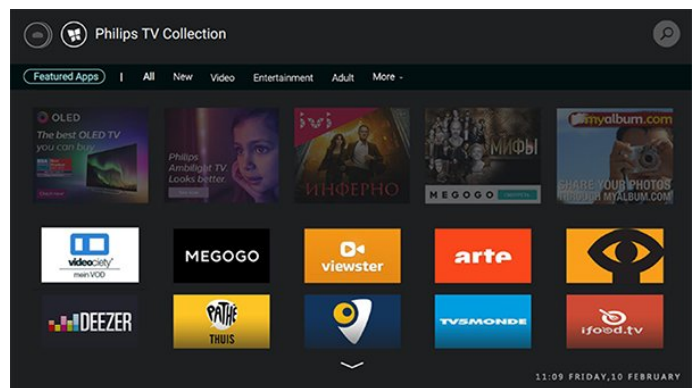 Philips TV Collection
Featured Apps | All New Video Entertainment Adult More
OLED
The best OLED TV
you can buy
Philips
Ambilight TV.
Looks better.
ivi
ИНФЕРНО
МИФЫ
MEGOGO
myalbum.com
SHARE YOUR PHOTOS
THROUGH MYALBUM.COM
videociety
mein VOD
MEGOGO
viewster
arte
DEEZER
PATHÉ
THUIS
TV5MONDE
ifood.tv
11:09 FRIDAY,10 FEBRUARY